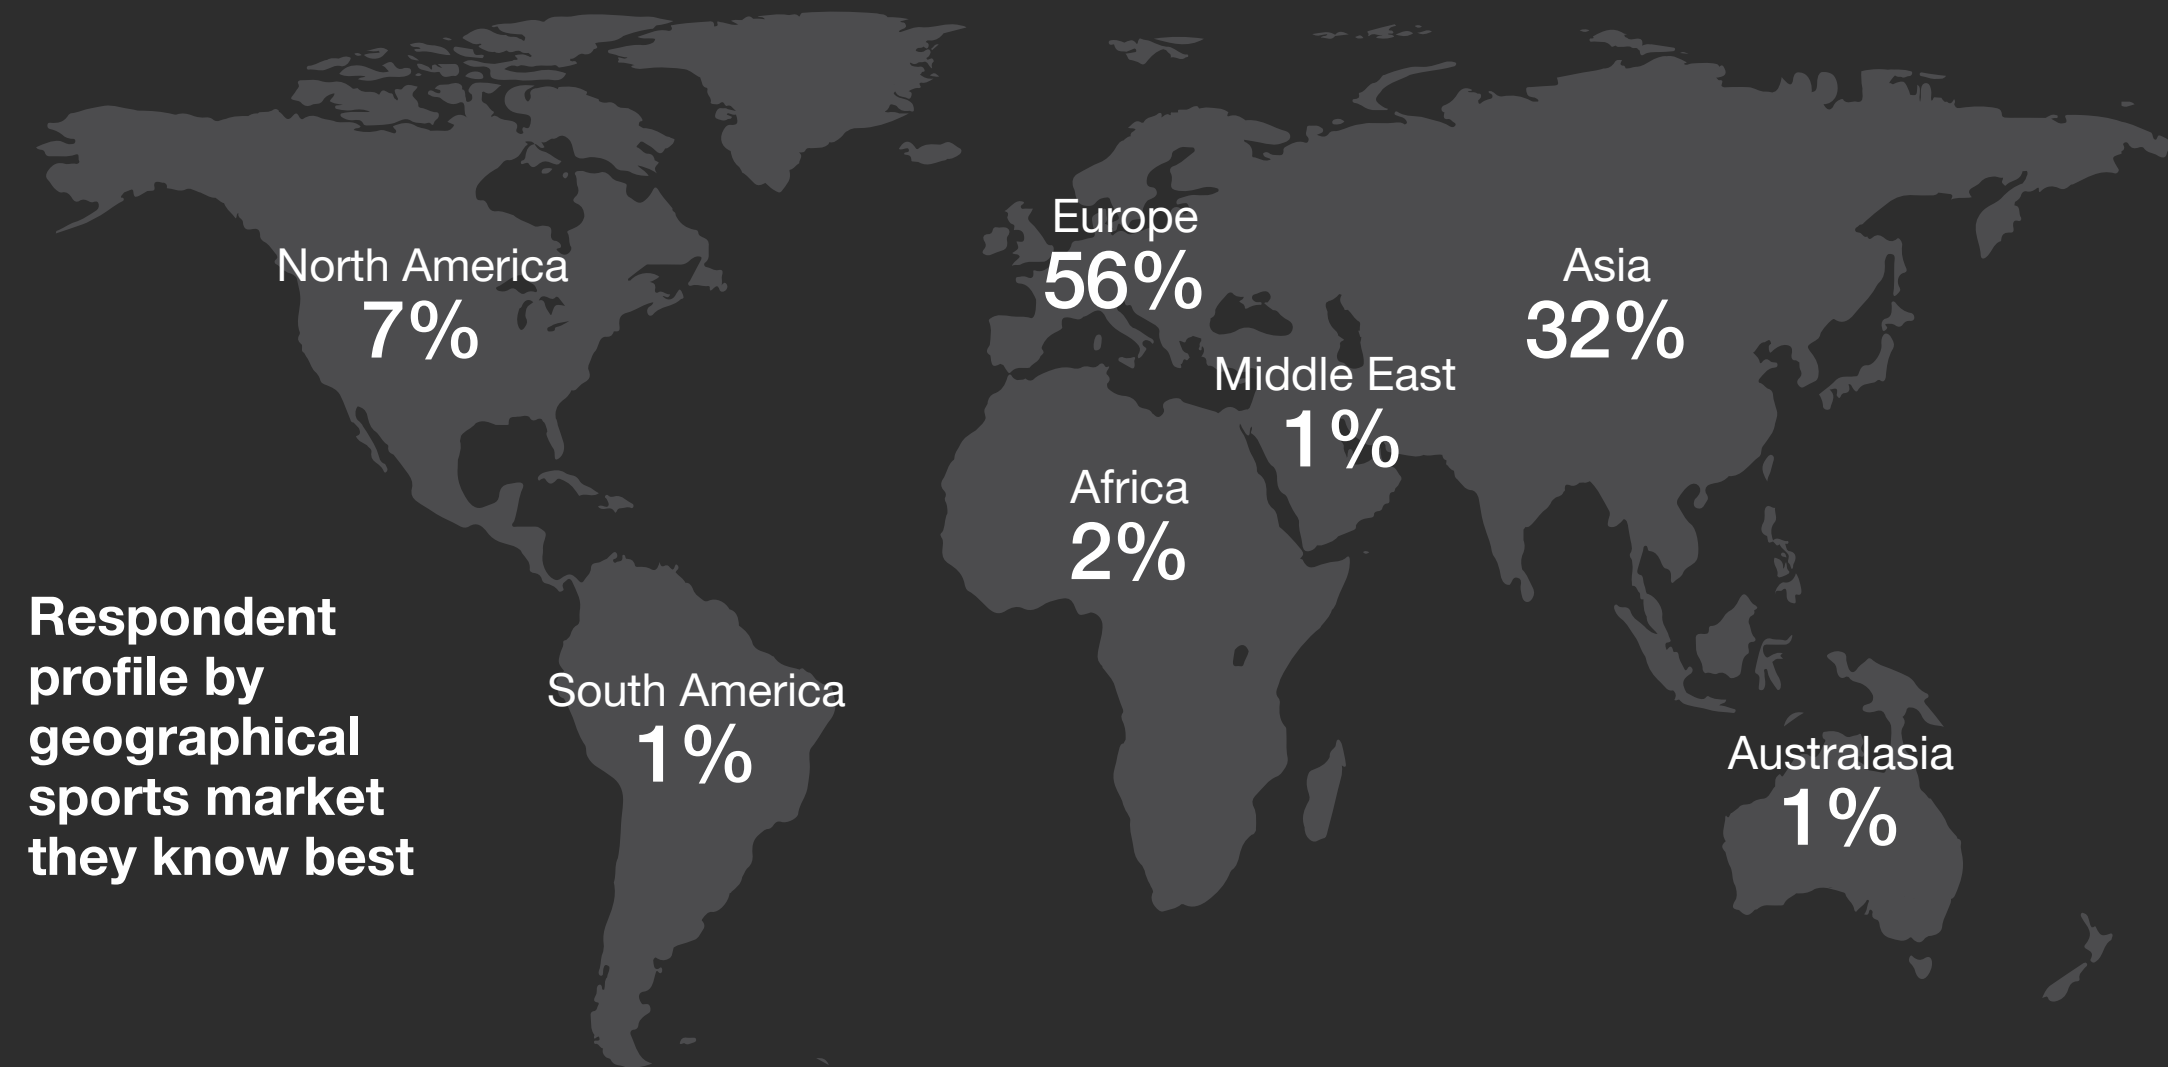 Europe
56%
North America
7%
Asia
32%
Middle East
1%
Africa
2%
Respondent
profile by
geographical
sports market
they know best
South America
1%
Australasia
1%